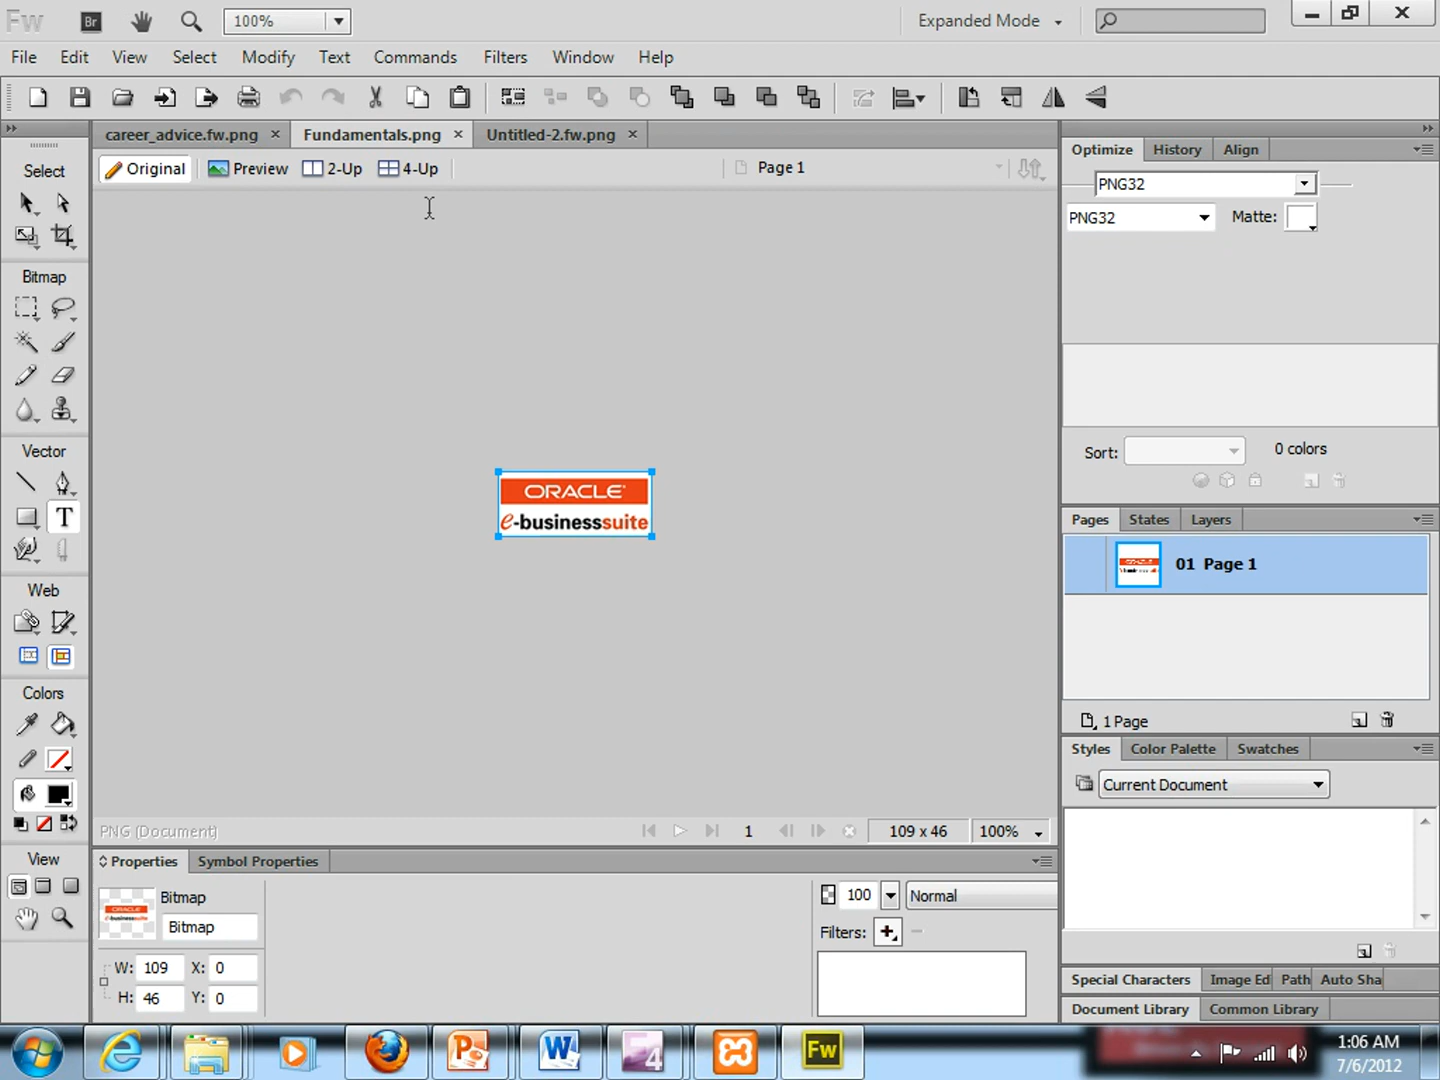 Fw Br 100% Expanded Mode
File Edit View Select Modify Text Commands Filters Window Help
career_advice.fw.png Fundamentals.png Untitled-2.fw.png
Original Preview 2-Up 4-Up Page 1
Select
Bitmap
Vector
T
Web
Colors
View
ORACLE
e-businesssuite
PNG (Document) 1 109 x 46 100%
Properties Symbol Properties
Bitmap
Bitmap
W: 109 X: 0
H: 46 Y: 0
100 Normal
Filters:
Optimize History Align
PNG32
PNG32 Matte:
Sort: 0 colors
Pages States Layers
01 Page 1
1 Page
Styles Color Palette Swatches
Current Document
Special Characters Image Ed Path Auto Sha
Document Library Common Library
P W 4 Fw
1:06 AM
7/6/2012